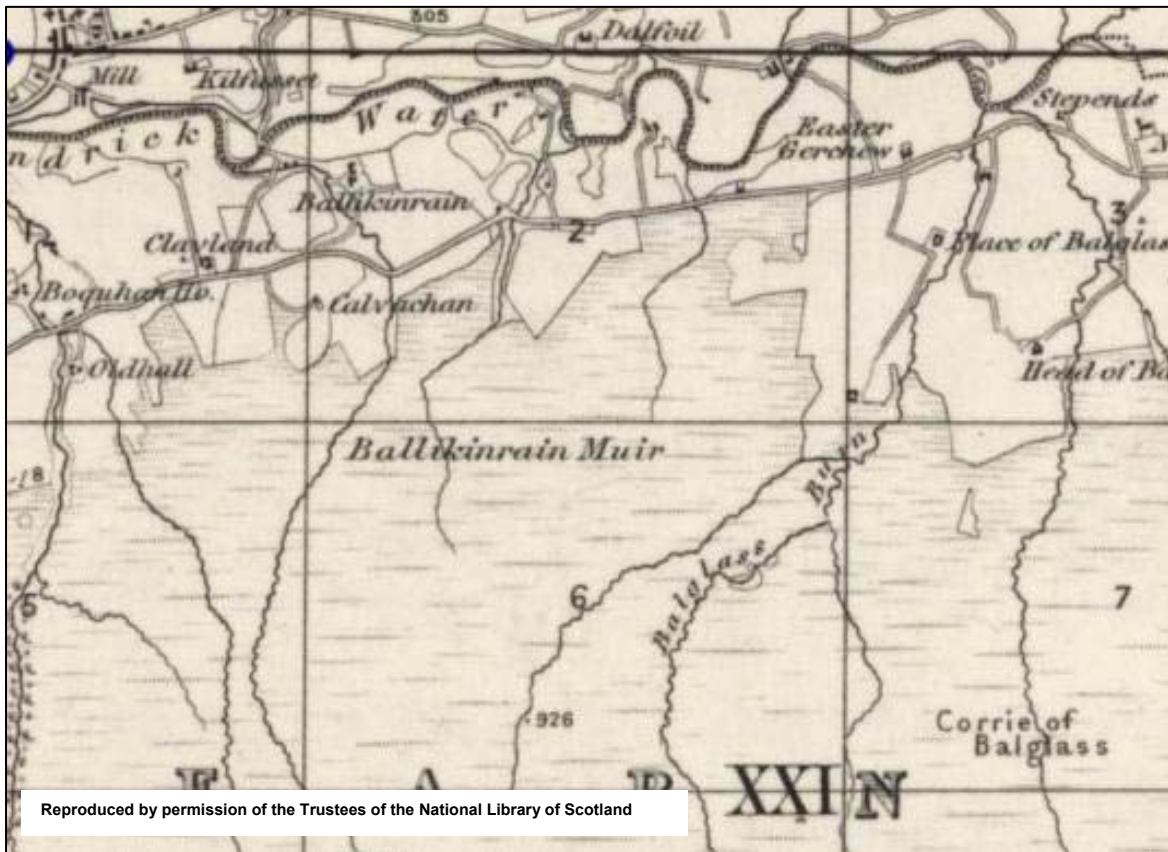 805
Dalfoil
Mill
Kilfasset
Stepends
ndrick
Water
Easter
Gerchew
Ballikinrain
2
3
1
Clayland
Place of Balglas
Boquhan Ho.
Calvachan
Oldhall
Head of Ba
Ballikinrain Muir
Balglass Burn
5
6
7
926
Corrie of
Balglass
F A R N
XXI
Reproduced by permission of the Trustees of the National Library of Scotland